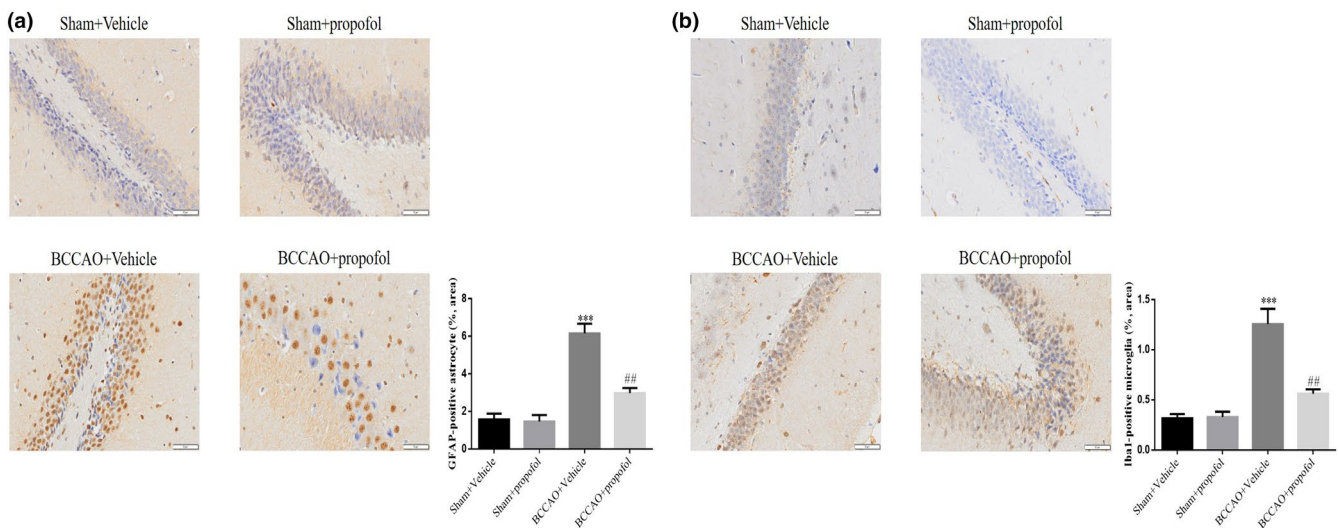 (a)
Sham+Vehicle
Sham+propofol
BCCAO+Vehicle
BCCAO+propofol
GFAP-positive astrocyte (%, area)
8
6
4
2
0
***
##
Sham+Vehicle
Sham+propofol
BCCAO+Vehicle
BCCAO+propofol
(b)
Sham+Vehicle
Sham+propofol
BCCAO+Vehicle
BCCAO+propofol
Iba1-positive microglia (%, area)
1.5
1.0
0.5
0.0
***
##
Sham+Vehicle
Sham+propofol
BCCAO+Vehicle
BCCAO+propofol